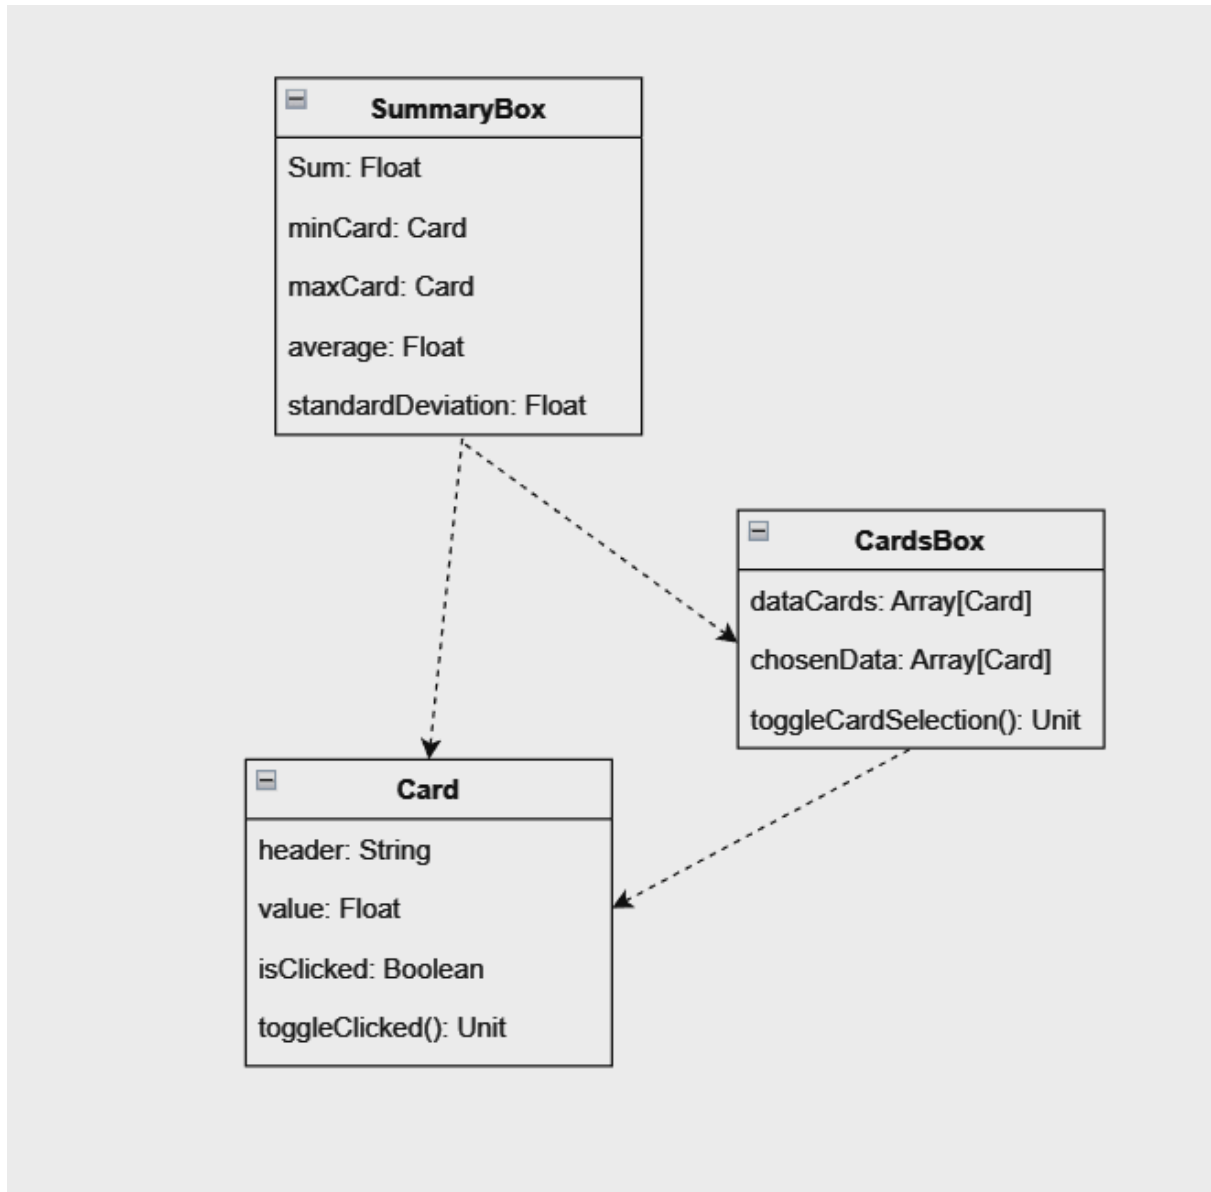 SummaryBox
Sum: Float
minCard: Card
maxCard: Card
average: Float
standardDeviation: Float
CardsBox
dataCards: Array[Card]
chosenData: Array[Card]
toggleCardSelection(): Unit
Card
header: String
value: Float
isClicked: Boolean
toggleClicked(): Unit